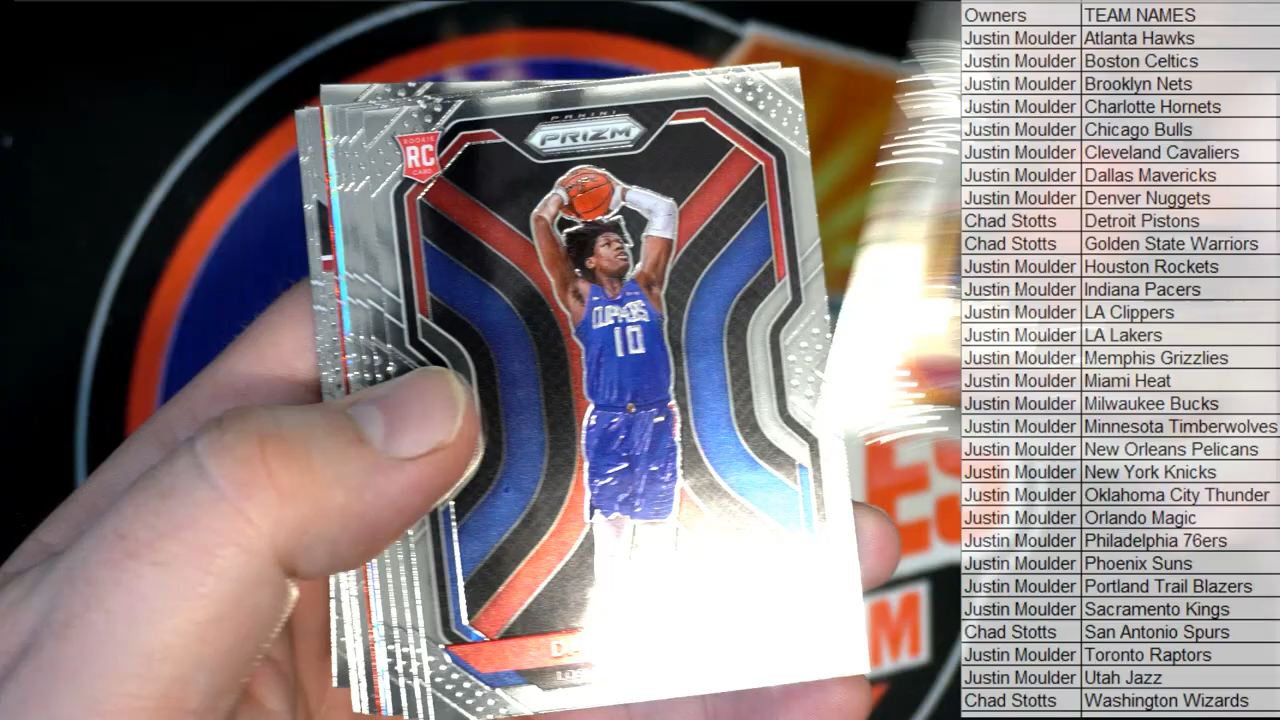 PANINI
PRIZM
ROOKIE
RC
CARD
CLIPPERS
10
M
Owners TEAM NAMES
Justin Moulder Atlanta Hawks
Justin Moulder Boston Celtics
Justin Moulder Brooklyn Nets
Justin Moulder Charlotte Hornets
Justin Moulder Chicago Bulls
Justin Moulder Cleveland Cavaliers
Justin Moulder Dallas Mavericks
Justin Moulder Denver Nuggets
Chad Stotts Detroit Pistons
Chad Stotts Golden State Warriors
Justin Moulder Houston Rockets
Justin Moulder Indiana Pacers
Justin Moulder LA Clippers
Justin Moulder LA Lakers
Justin Moulder Memphis Grizzlies
Justin Moulder Miami Heat
Justin Moulder Milwaukee Bucks
Justin Moulder Minnesota Timberwolves
Justin Moulder New Orleans Pelicans
Justin Moulder New York Knicks
Justin Moulder Oklahoma City Thunder
Justin Moulder Orlando Magic
Justin Moulder Philadelphia 76ers
Justin Moulder Phoenix Suns
Justin Moulder Portland Trail Blazers
Justin Moulder Sacramento Kings
Chad Stotts San Antonio Spurs
Justin Moulder Toronto Raptors
Justin Moulder Utah Jazz
Chad Stotts Washington Wizards